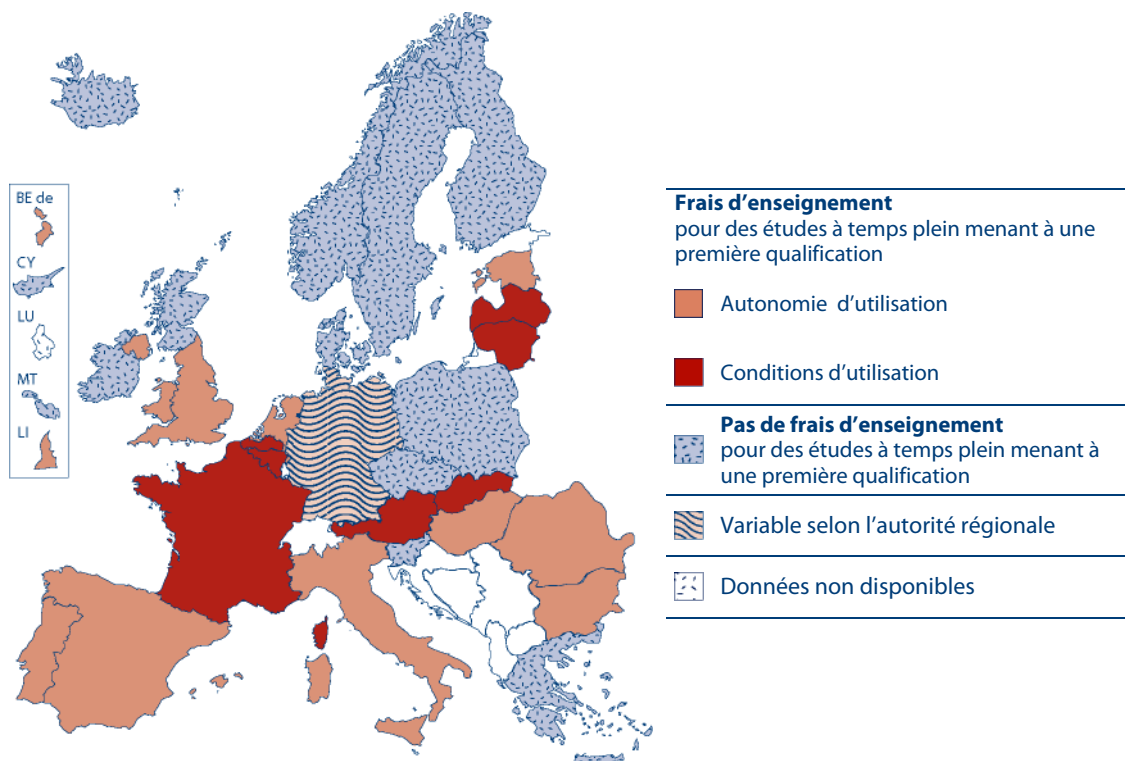 BE de
CY
LU
MT
LI
Frais d’enseignement
pour des études à temps plein menant à une
première qualification
Autonomie d’utilisation
Conditions d’utilisation
Pas de frais d’enseignement
pour des études à temps plein menant à
une première qualification
Variable selon l’autorité régionale
Données non disponibles